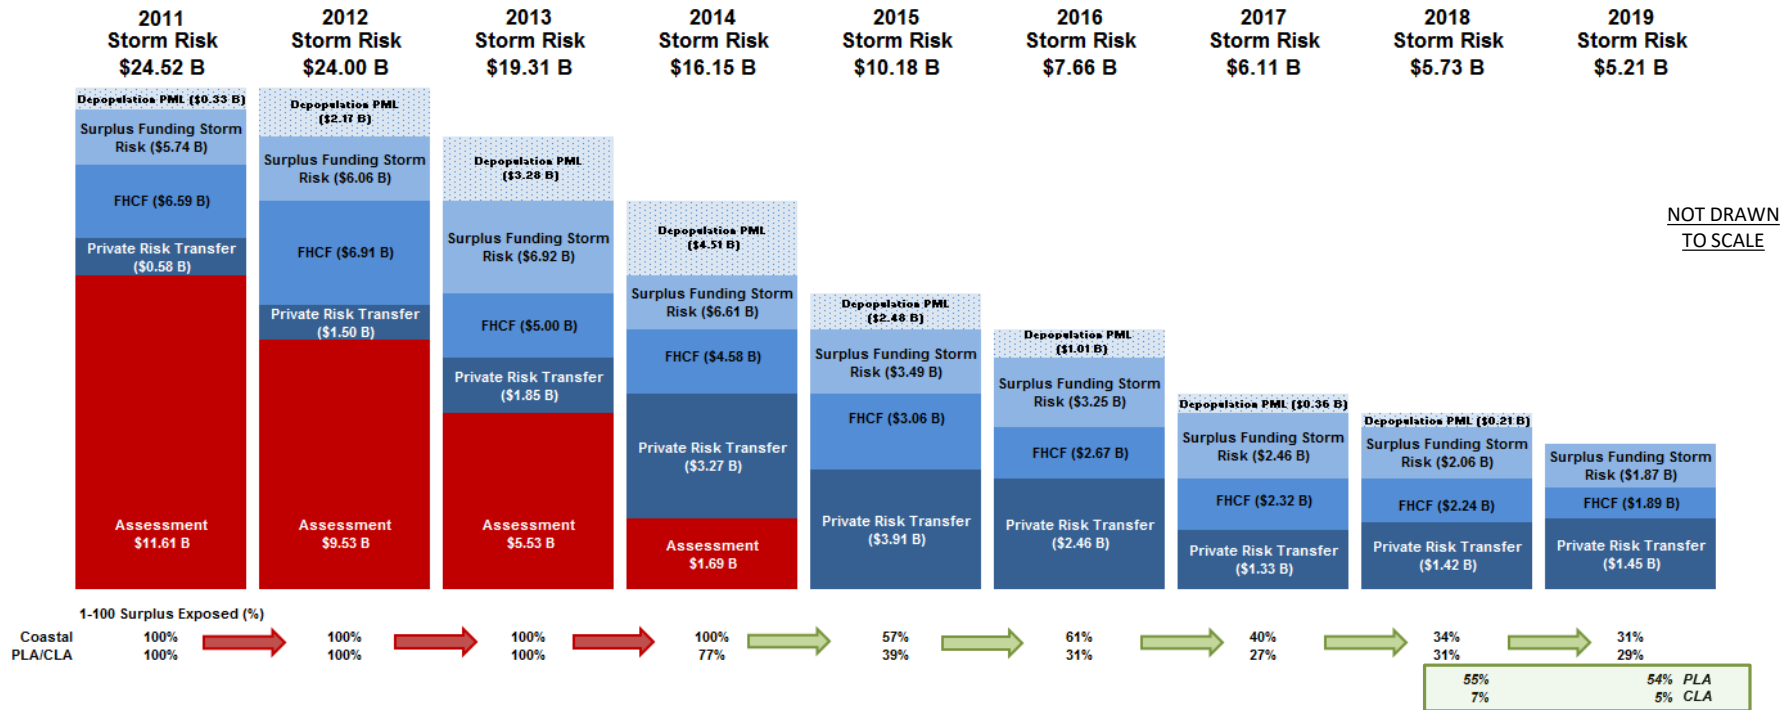 2011
Storm Risk
$24.52 B
2012
Storm Risk
$24.00 B
2013
Storm Risk
$19.31 B
2014
Storm Risk
$16.15 B
2015
Storm Risk
$10.18 B
2016
Storm Risk
$7.66 B
2017
Storm Risk
$6.11 B
2018
Storm Risk
$5.73 B
2019
Storm Risk
$5.21 B
Depopulation PML ($0.33 B)
Surplus Funding Storm
Risk ($5.74 B)
FHCF ($6.59 B)
Private Risk Transfer
($0.58 B)
Assessment
$11.61 B
Depopulation PML
($2.17 B)
Surplus Funding Storm
Risk ($6.06 B)
FHCF ($6.91 B)
Private Risk Transfer
($1.50 B)
Assessment
$9.53 B
Depopulation PML
($3.28 B)
Surplus Funding Storm
Risk ($6.92 B)
FHCF ($5.00 B)
Private Risk Transfer
($1.85 B)
Assessment
$5.53 B
Depopulation PML
($4.51 B)
Surplus Funding Storm
Risk ($6.61 B)
FHCF ($4.58 B)
Private Risk Transfer
($3.27 B)
Assessment
$1.69 B
Depopulation PML
($2.48 B)
Surplus Funding Storm
Risk ($3.49 B)
FHCF ($3.06 B)
Private Risk Transfer
($3.91 B)
Depopulation PML
($1.01 B)
Surplus Funding Storm
Risk ($3.25 B)
FHCF ($2.67 B)
Private Risk Transfer
($2.46 B)
Depopulation PML ($0.36 B)
Surplus Funding Storm
Risk ($2.46 B)
FHCF ($2.32 B)
Private Risk Transfer
($1.33 B)
Depopulation PML ($0.21 B)
Surplus Funding Storm
Risk ($2.06 B)
FHCF ($2.24 B)
Private Risk Transfer
($1.42 B)
Surplus Funding Storm
Risk ($1.87 B)
FHCF ($1.89 B)
Private Risk Transfer
($1.45 B)
NOT DRAWN
TO SCALE
1-100 Surplus Exposed (%)
Coastal 100% 100% 100% 100% 57% 61% 40% 34% 31%
PLA/CLA 100% 100% 100% 77% 39% 31% 27% 31% 29%
55% 54% PLA
7% 5% CLA